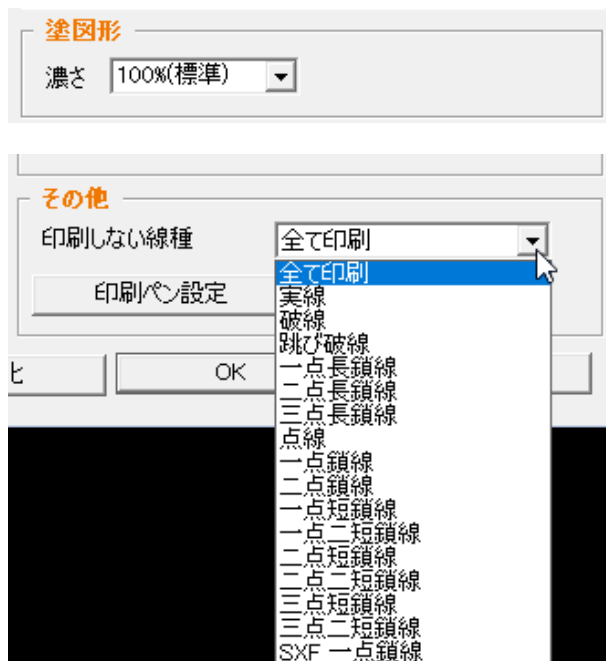 塗図形
濃さ 100%(標準)
その他
印刷しない線種 全て印刷
全て印刷
印刷ペン設定
実線
破線
跳び破線
一点長鎖線
二点長鎖線
三点長鎖線
点線
一点鎖線
二点鎖線
一点短鎖線
一点二短鎖線
二点短鎖線
二点二短鎖線
三点短鎖線
三点二短鎖線
SXF 一点鎖線
ヒ
OK